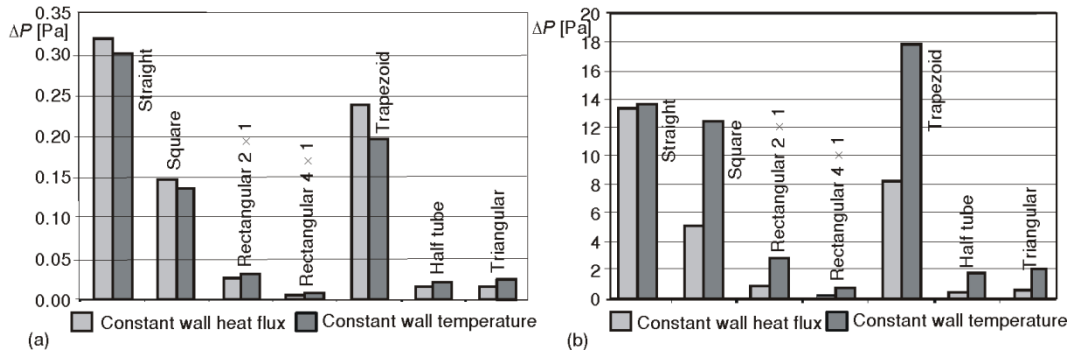 ΔP [Pa]
0.35
0.30
0.25
0.20
0.15
0.10
0.05
0.00
Straight
Square
Rectangular 2 × 1
Rectangular 4 × 1
Trapezoid
Half tube
Triangular
Constant wall heat flux
Constant wall temperature
(a)
ΔP [Pa]
20
18
16
14
12
10
8
6
4
2
0
Straight
Square
Rectangular 2 × 1
Rectangular 4 × 1
Trapezoid
Half tube
Triangular
Constant wall heat flux
Constant wall temperature
(b)